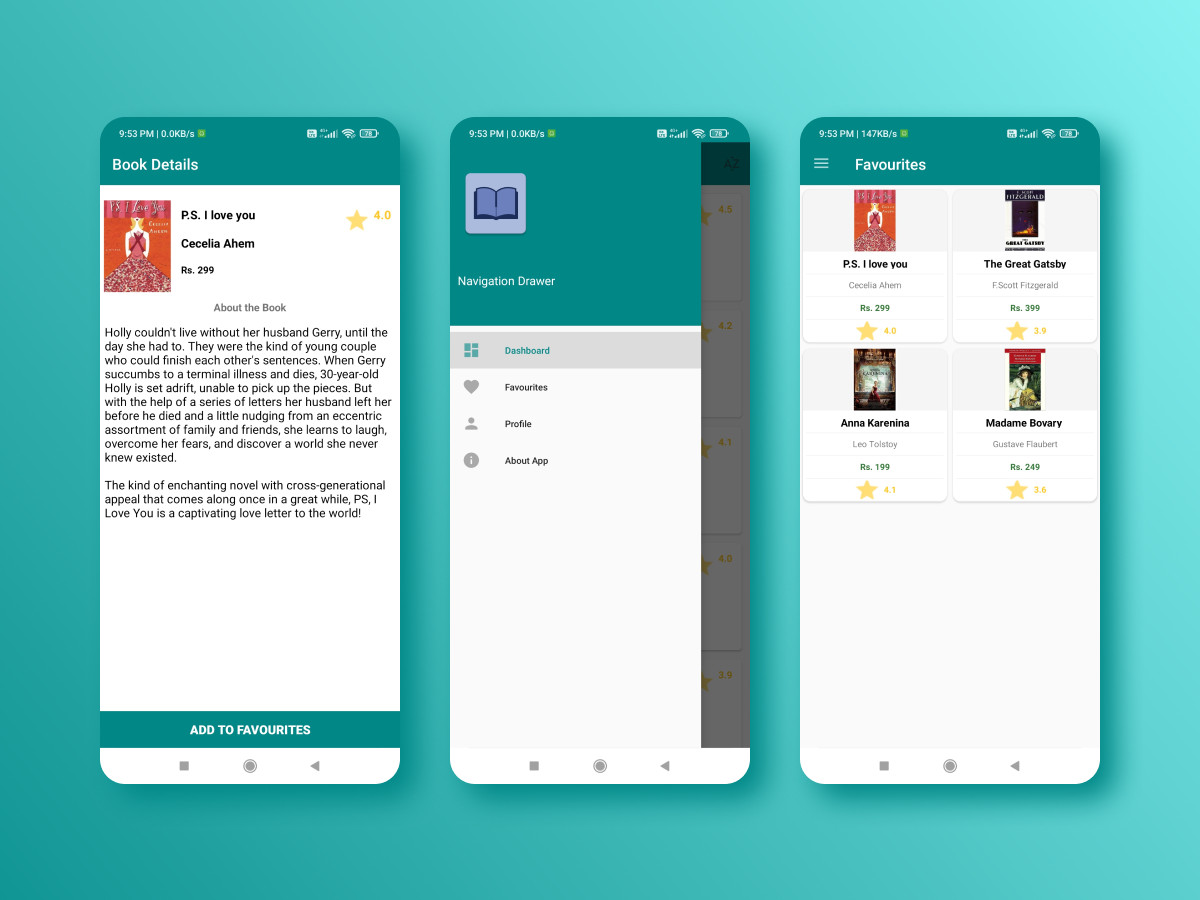 9:53 PM | 0.0KB/s
78
Book Details
P.S. I Love You
CECELIA
AHERN
P.S. I love you
4.0
Cecelia Ahern
Rs. 299
About the Book
Holly couldn't live without her husband Gerry, until the
day she had to. They were the kind of young couple
who could finish each other's sentences. When Gerry
succumbs to a terminal illness and dies, 30-year-old
Holly is set adrift, unable to pick up the pieces. But
with the help of a series of letters her husband left her
before he died and a little nudging from an eccentric
assortment of family and friends, she learns to laugh,
overcome her fears, and discover a world she never
knew existed.
The kind of enchanting novel with cross-generational
appeal that comes along once in a great while, PS, I
Love You is a captivating love letter to the world!
ADD TO FAVOURITES
9:53 PM | 0.0KB/s
78
AZ
Navigation Drawer
Dashboard
Favourites
Profile
About App
4.5
4.2
4.1
4.0
3.9
9:53 PM | 147KB/s
78
Favourites
P.S. I love you
Cecelia Ahern
Rs. 299
4.0
FITZGERALD
GREAT GATSBY
The Great Gatsby
F.Scott Fitzgerald
Rs. 399
3.9
Anna Karenina
Leo Tolstoy
Rs. 199
4.1
Madame Bovary
Gustave Flaubert
Rs. 249
3.6